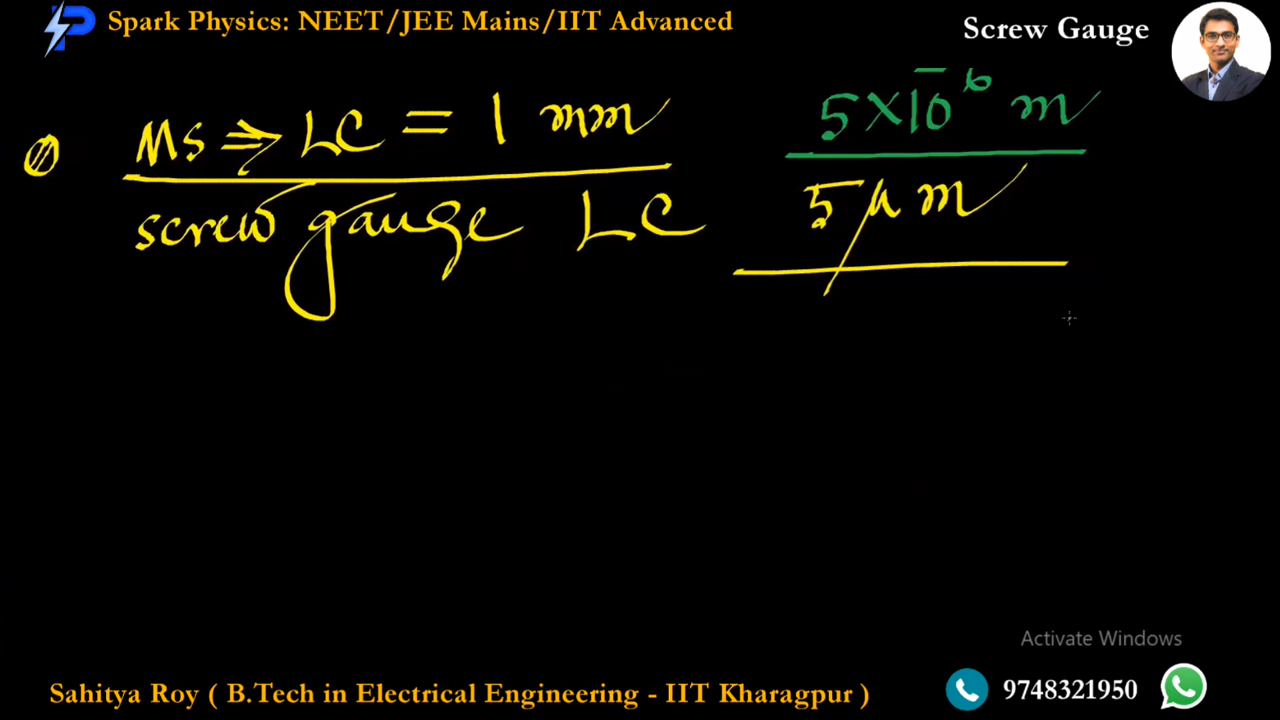 Spark Physics: NEET/JEE Mains/IIT Advanced
Screw Gauge
MS ⇒ LC = 1 mm
5×10⁻⁶ m
screw gauge LC 5 μm
Activate Windows
Sahitya Roy ( B.Tech in Electrical Engineering - IIT Kharagpur )
9748321950